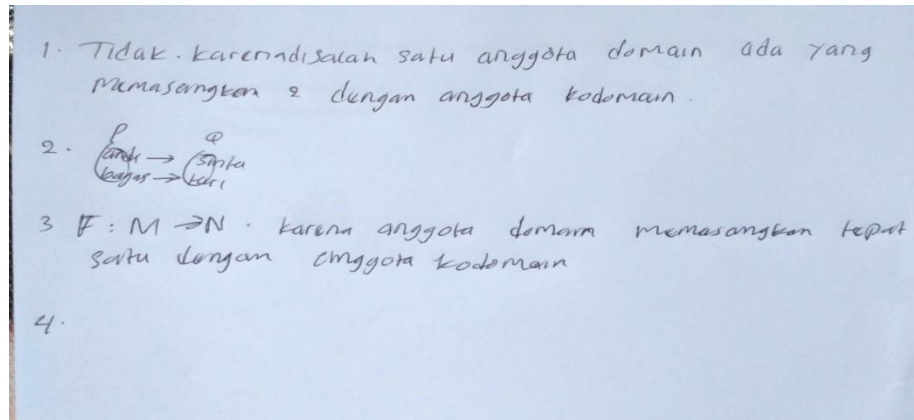 1. Tidak. karenadisalah satu anggota domain ada yang
memasangkan 2 dengan anggota kodomain.
P Q
2. andi → sinta
bagas → tari
3 F : M → N. karena anggota domain memasangkan tepat
satu dengan anggota kodomain
4.